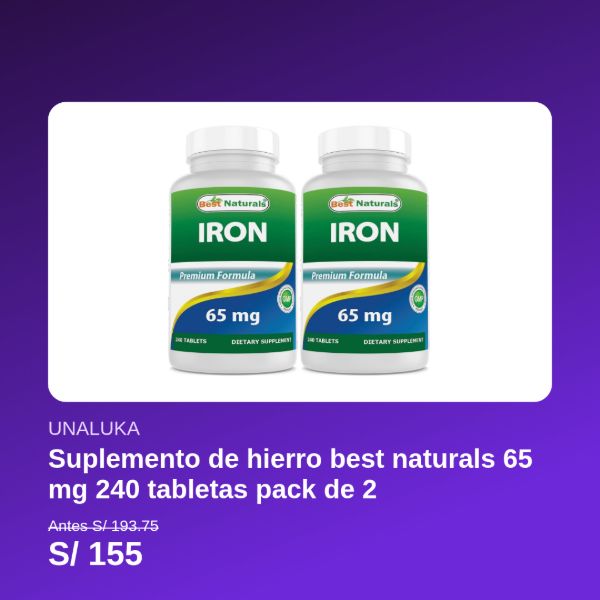 Best Naturals
IRON
Premium Formula
GMP
65 mg
240 TABLETS DIETARY SUPPLEMENT
Best Naturals
IRON
Premium Formula
GMP
65 mg
240 TABLETS DIETARY SUPPLEMENT
UNALUKA
Suplemento de hierro best naturals 65
mg 240 tabletas pack de 2
Antes S/ 193.75
S/ 155